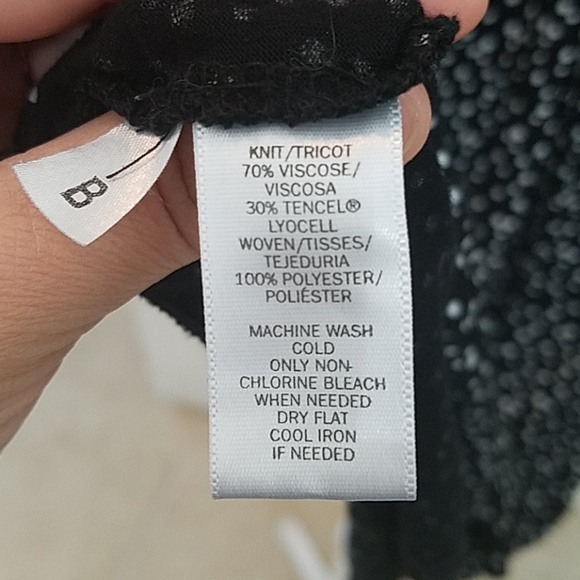 KNIT/TRICOT
70% VISCOSE/
VISCOSA
30% TENCEL®
LYOCELL
WOVEN/TISSES/
TEJEDURIA
100% POLYESTER/
POLIÉSTER
MACHINE WASH
COLD
ONLY NON-
CHLORINE BLEACH
WHEN NEEDED
DRY FLAT
COOL IRON
IF NEEDED
B